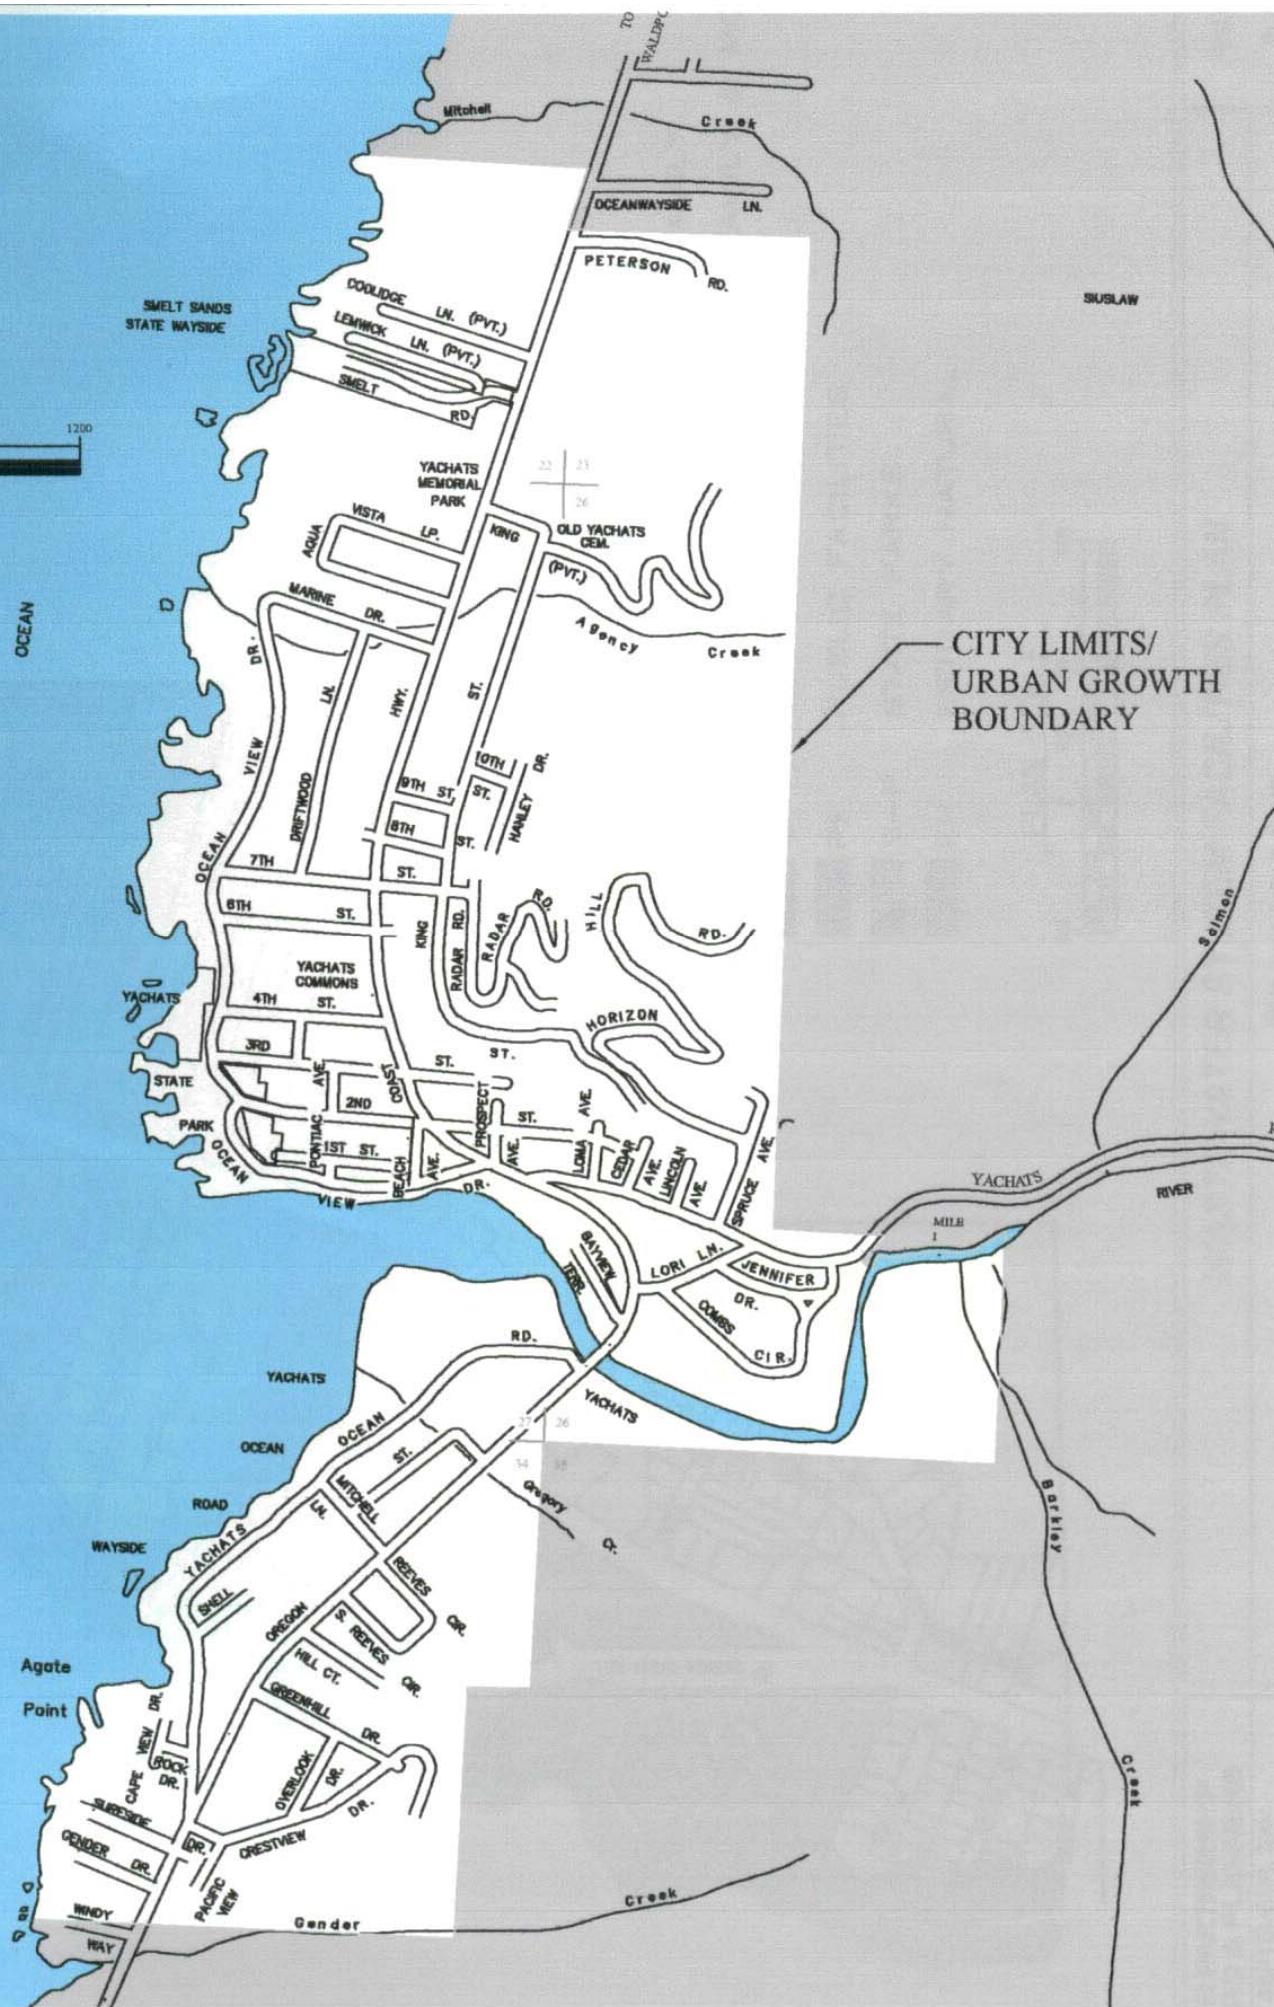 TO
Mitchell
Creek
OCEANWAYSIDE LN.
PETERSON RD.
SIUSLAW
SMELT SANDS
STATE WAYSIDE
COOLIDGE LN. (PVT.)
LEMWICK LN. (PVT.)
SMELT RD.
1200
YACHATS
MEMORIAL
PARK
22 23
26
VISTA LP.
AQUA
KING
OLD YACHATS
CEM.
(PVT.)
MARINE DR.
OCEAN
Agency Creek
CITY LIMITS/
URBAN GROWTH
BOUNDARY
DR.
LN.
HWY.
ST.
VIEW
DRIFTWOOD
10TH ST.
HANLEY DR.
9TH ST.
8TH ST.
OCEAN
7TH ST.
6TH ST.
KING
RADAR RD.
RADAR RD.
HILL RD.
Salmon
YACHATS
COMMONS
YACHATS
4TH ST.
HORIZON
3RD ST.
ST.
STATE
AVE.
COAST
2ND ST.
PROSPECT
AVE.
PARK
PONTIAC
1ST ST.
BEACH
AVE.
LOMA
AVE.
CEDAR
AVE.
LINCOLN
AVE.
SPRUCE AVE.
OCEAN
VIEW DR.
YACHATS
RIVER
MILE
1
BAYVIEW
TERR.
LORI LN.
JENNIFER
DR.
COMBS
CIR.
RD.
YACHATS
YACHATS
OCEAN
27 26
34
OCEAN
ST.
ROAD
MITCHELL
LN.
Gregory
Cr.
Barkley
WAYSIDE
YACHATS
SHELL
REEVES
CIR.
OREGON
S
REEVES
CIR.
HILL CT.
Agate
Point
GREENHILL
DR.
CAPE VIEW DR.
ROCK
DR.
OVERLOOK
DR.
Creek
SURFSIDE
DR.
CRESTVIEW
DR.
GENDER
DR.
PACIFIC
VIEW
WINDY
WAY
Gender
Creek